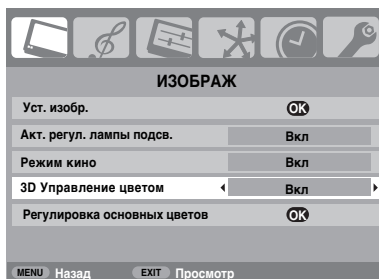 ИЗОБРАЖ
Уст. изобр. OK
Акт. регул. лампы подсв. Вкл
Режим кино Вкл
3D Управление цветом Вкл
Регулировка основных цветов OK
MENU Назад EXIT Просмотр